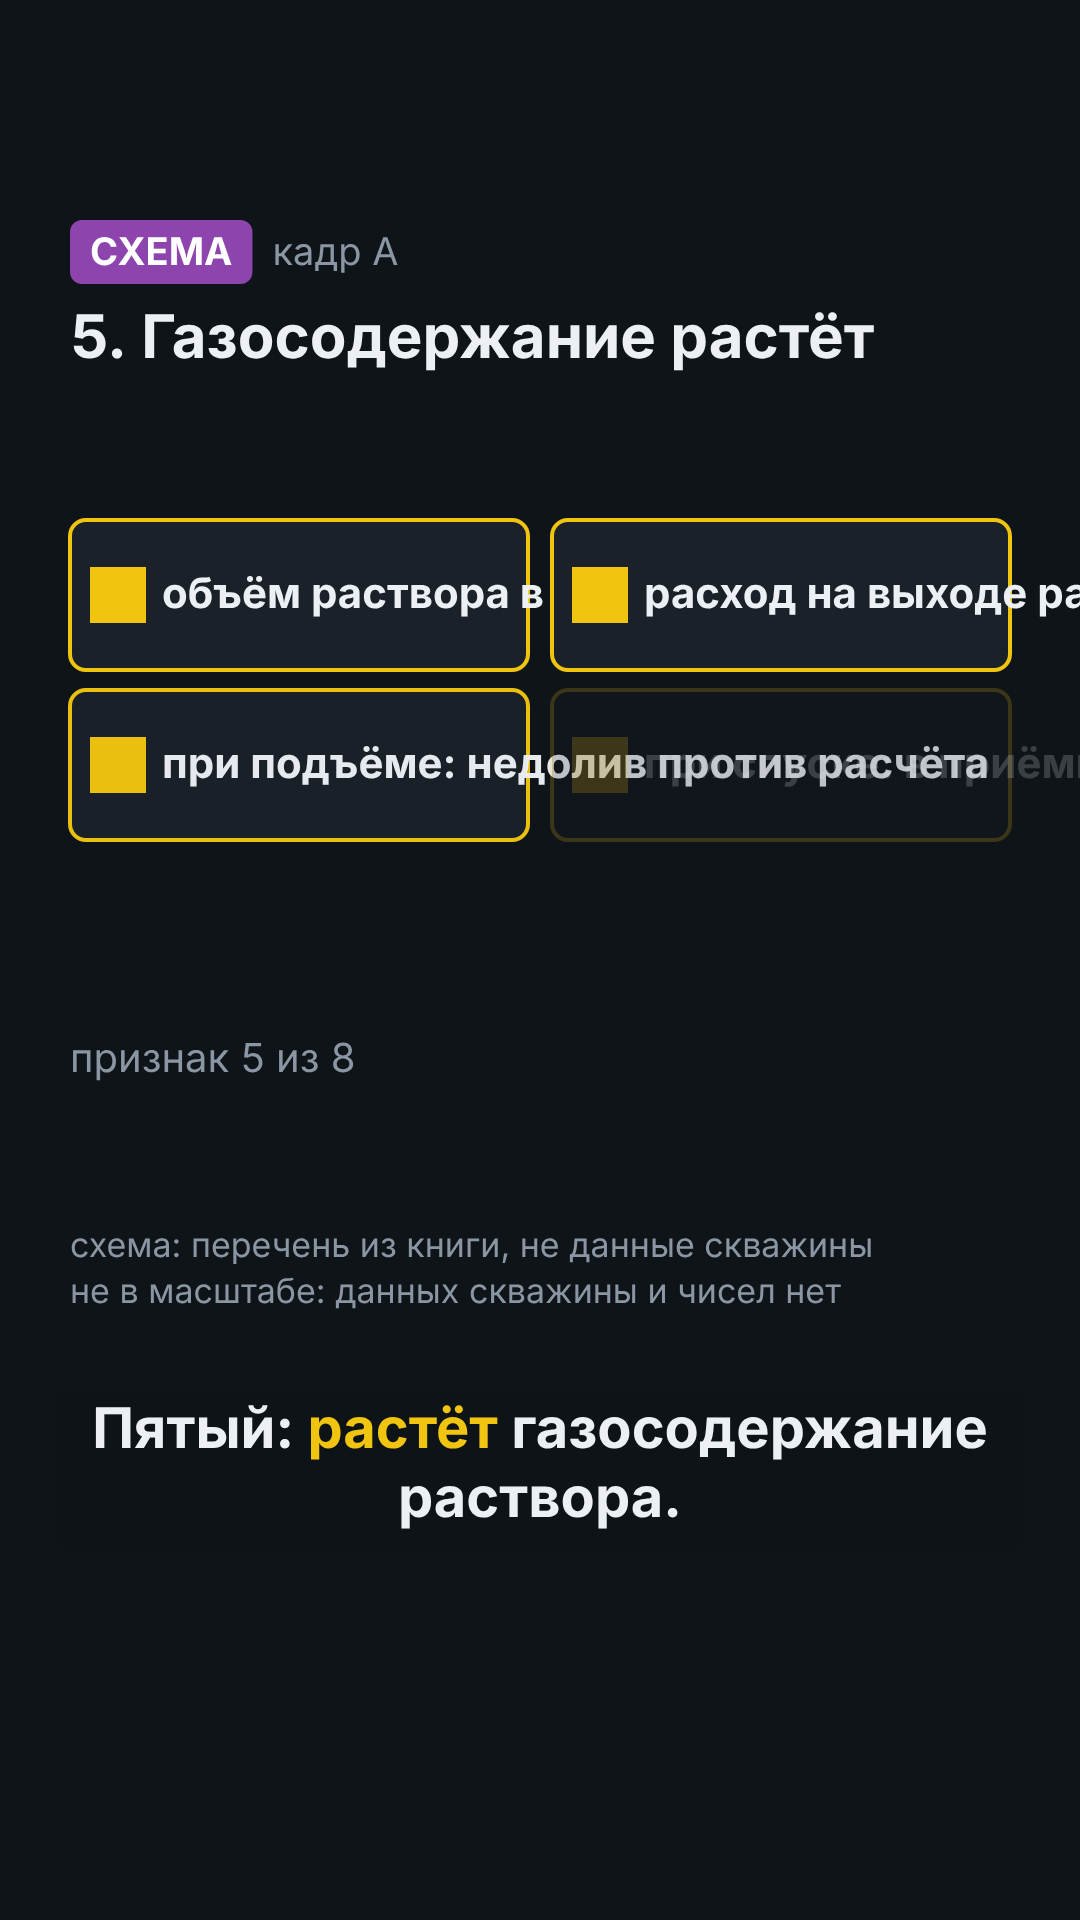 СХЕМА кадр А
5. Газосодержание растёт
объём раствора в
расход на выходе ра
при подъёме: недолив против расчёта
признак 5 из 8
схема: перечень из книги, не данные скважины
не в масштабе: данных скважины и чисел нет
Пятый: растёт газосодержание
раствора.